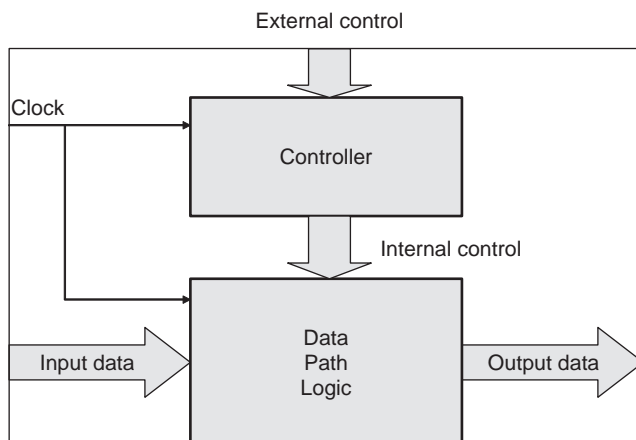 External control
Clock
Controller
Internal control
Data
Path
Logic
Input data
Output data